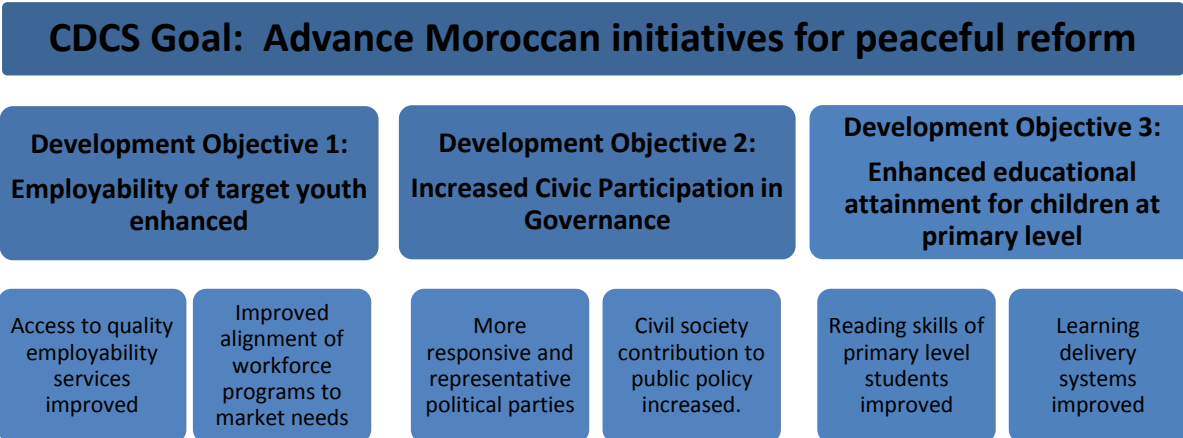 CDCS Goal:  Advance Moroccan initiatives for peaceful reform
Development Objective 1:
Employability of target youth
enhanced
Development Objective 2:
Increased Civic Participation in
Governance
Development Objective 3:
Enhanced educational
attainment for children at
primary level
Access to quality
employability
services
improved
Improved
alignment of
workforce
programs to
market needs
More
responsive and
representative
political parties
Civil society
contribution to
public policy
increased.
Reading skills of
primary level
students
improved
Learning
delivery
systems
improved